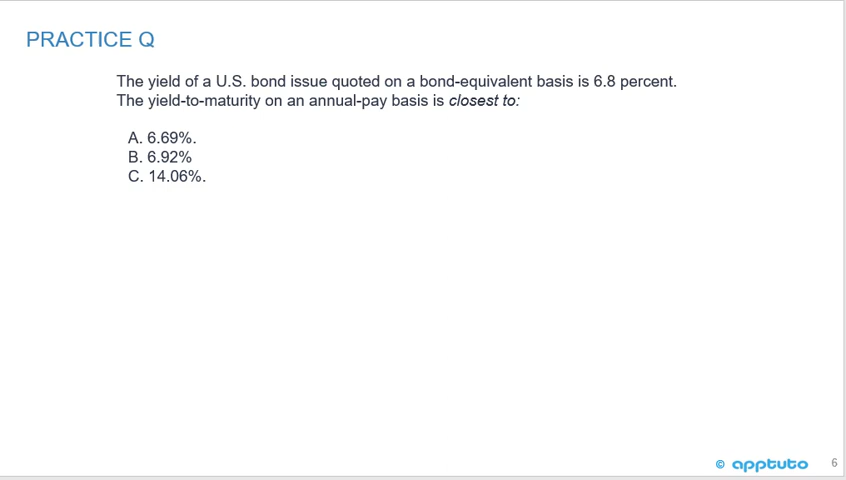 PRACTICE Q
The yield of a U.S. bond issue quoted on a bond-equivalent basis is 6.8 percent.
The yield-to-maturity on an annual-pay basis is closest to:
A. 6.69%.
B. 6.92%
C. 14.06%.
© apptuto
6